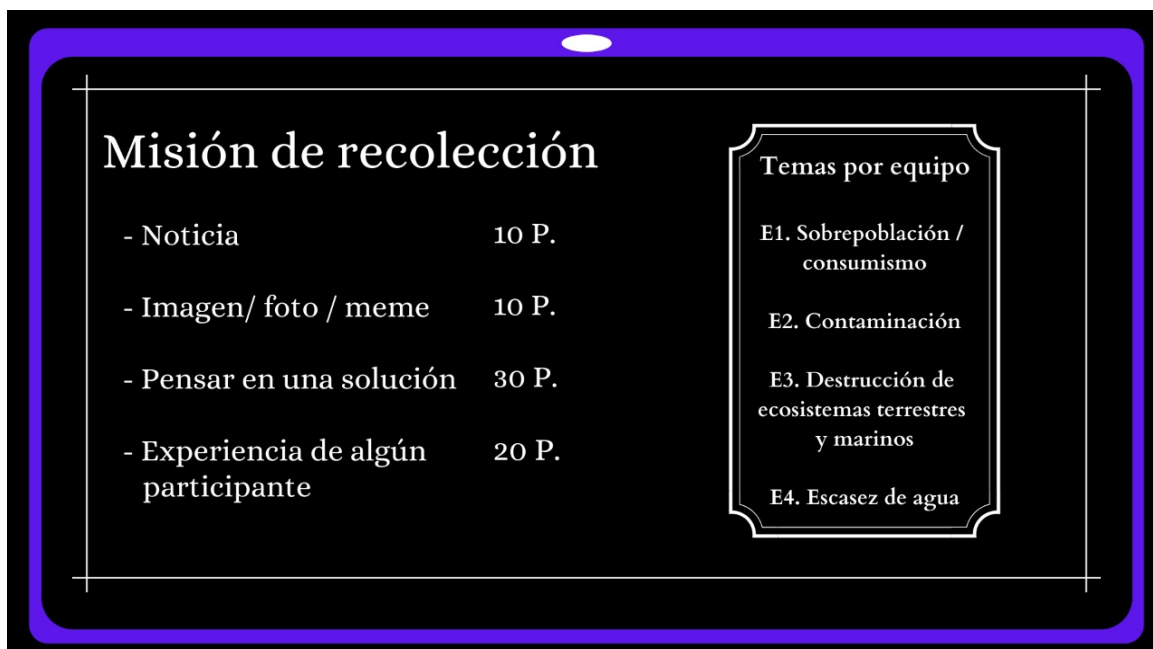 Misión de recolección
- Noticia 10 P.
- Imagen/ foto / meme 10 P.
- Pensar en una solución 30 P.
- Experiencia de algún 20 P.
participante
Temas por equipo
E1. Sobrepoblación /
consumismo
E2. Contaminación
E3. Destrucción de
ecosistemas terrestres
y marinos
E4. Escasez de agua